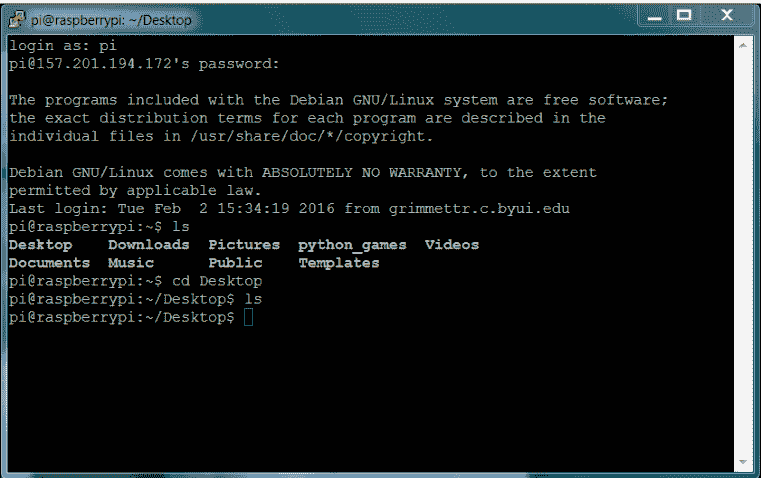 pi@raspberrypi: ~/Desktop
login as: pi
pi@157.201.194.172's password:
The programs included with the Debian GNU/Linux system are free software;
the exact distribution terms for each program are described in the
individual files in /usr/share/doc/*/copyright.
Debian GNU/Linux comes with ABSOLUTELY NO WARRANTY, to the extent
permitted by applicable law.
Last login: Tue Feb  2 15:34:19 2016 from grimmettr.c.byui.edu
pi@raspberrypi:~$ ls
Desktop    Downloads  Pictures  python_games  Videos
Documents  Music      Public    Templates
pi@raspberrypi:~$ cd Desktop
pi@raspberrypi:~/Desktop$ ls
pi@raspberrypi:~/Desktop$